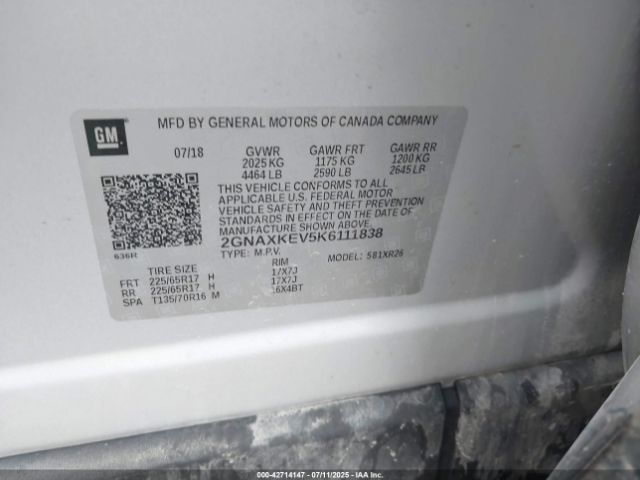 GM
MFD BY GENERAL MOTORS OF CANADA COMPANY
07/18 GVWR GAWR FRT GAWR RR
2025 KG 1175 KG 1200 KG
4464 LB 2590 LB 2645 LB
THIS VEHICLE CONFORMS TO ALL
APPLICABLE U.S. FEDERAL MOTOR
VEHICLE SAFETY AND THEFT PREVENTION
STANDARDS IN EFFECT ON THE DATE OF
MANUFACTURE SHOWN ABOVE.
2GNAXKEV5K6111838
636R TYPE: M.P.V. MODEL: 581XR26
TIRE SIZE RIM
FRT 225/65R17 H 17X7J
RR 225/65R17 H 17X7J
SPA T135/70R16 M 16X4BT
000-42714147 07/11/2025 IAA Inc.